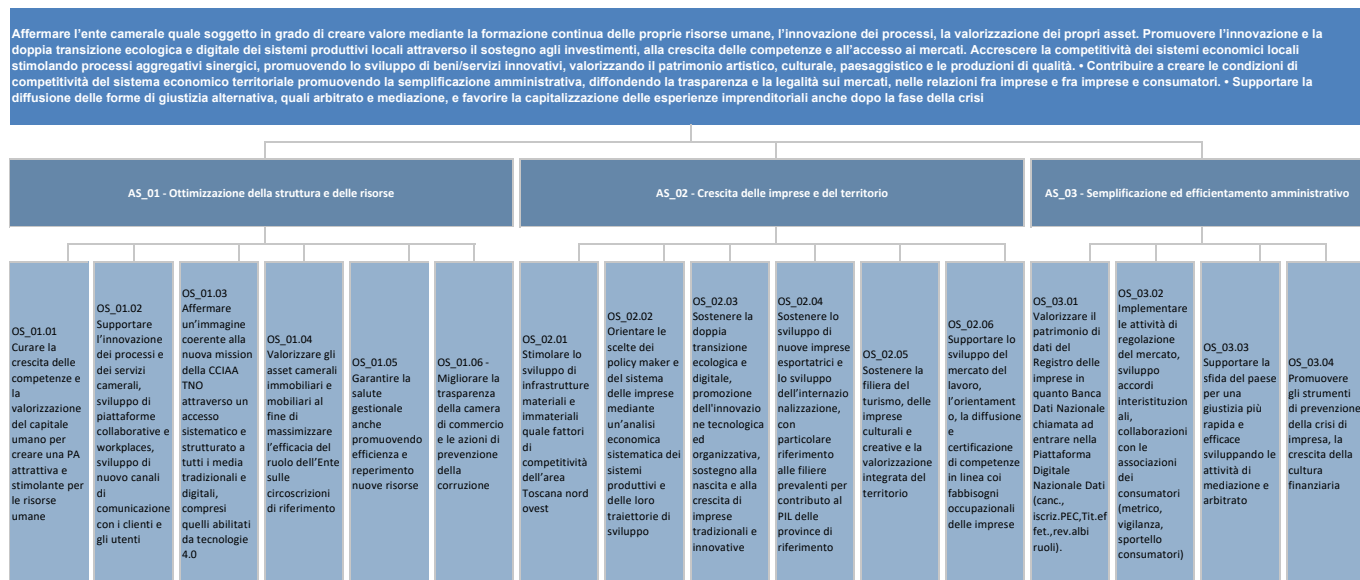 Affermare l'ente camerale quale soggetto in grado di creare valore mediante la formazione continua delle proprie risorse umane, l'innovazione dei processi, la valorizzazione dei propri asset. Promuovere l'innovazione e la
doppia transizione ecologica e digitale dei sistemi produttivi locali attraverso il sostegno agli investimenti, alla crescita delle competenze e all'accesso ai mercati. Accrescere la competitività dei sistemi economici locali
stimolando processi aggregativi sinergici, promuovendo lo sviluppo di beni/servizi innovativi, valorizzando il patrimonio artistico, culturale, paesaggistico e le produzioni di qualità. • Contribuire a creare le condizioni di
competitività del sistema economico territoriale promuovendo la semplificazione amministrativa, diffondendo la trasparenza e la legalità sui mercati, nelle relazioni fra imprese e fra imprese e consumatori. • Supportare la
diffusione delle forme di giustizia alternativa, quali arbitrato e mediazione, e favorire la capitalizzazione delle esperienze imprenditoriali anche dopo la fase della crisi
AS_01 - Ottimizzazione della struttura e delle risorse
AS_02 - Crescita delle imprese e del territorio
AS_03 - Semplificazione ed efficientamento amministrativo
OS_01.01
Curare la
crescita delle
competenze e
la
valorizzazione
del capitale
umano per
creare una PA
attrattiva e
stimolante per
le risorse
umane
OS_01.02
Supportare
l'innovazione
dei processi e
dei servizi
camerali,
sviluppo di
piattaforme
collaborative e
workplaces,
sviluppo di
nuovo canali
di
comunicazione
con i clienti e
gli utenti
OS_01.03
Affermare
un'immagine
coerente alla
nuova mission
della CCIAA
TNO
attraverso un
accesso
sistematico e
strutturato a
tutti i media
tradizionali e
digitali,
compresi
quelli abilitati
da tecnologie
4.0
OS_01.04
Valorizzare gli
asset camerali
immobiliari e
mobiliari al
fine di
massimizzare
l'efficacia del
ruolo dell'Ente
sulle
circoscrizioni
di riferimento
OS_01.05
Garantire la
salute
gestionale
anche
promuovendo
efficienza e
reperimento
nuove risorse
OS_01.06 -
Migliorare la
trasparenza
della camera
di commercio
e le azioni di
prevenzione
della
corruzione
OS_02.01
Stimolare lo
sviluppo di
infrastrutture
materiali e
immateriali
quale fattori
di
competitività
dell'area
Toscana nord
ovest
OS_02.02
Orientare le
scelte dei
policy maker e
del sistema
delle imprese
mediante
un'analisi
economica
sistematica dei
sistemi
produttivi e
delle loro
traiettorie di
sviluppo
OS_02.03
Sostenere la
doppia
transizione
ecologica e
digitale,
promozione
dell'innovazio
ne tecnologica
ed
organizzativa,
sostegno alla
nascita e alla
crescita di
imprese
tradizionali e
innovative
OS_02.04
Sostenere lo
sviluppo di
nuove imprese
esportatrici e
lo sviluppo
dell'internazio
nalizzazione,
con
particolare
riferimento
alle filiere
prevalenti per
contributo al
PIL delle
province di
riferimento
OS_02.05
Sostenere la
filiera del
turismo, delle
imprese
culturali e
creative e la
valorizzazione
integrata del
territorio
OS_02.06
Supportare lo
sviluppo del
mercato del
lavoro,
l'orientament
o, la diffusione
e
certificazione
di competenze
in linea coi
fabbisogni
occupazionali
delle imprese
OS_03.01
Valorizzare il
patrimonio di
dati del
Registro delle
imprese in
quanto Banca
Dati Nazionale
chiamata ad
entrare nella
Piattaforma
Digitale
Nazionale Dati
(canc.,
iscriz.PEC,Tit.ef
fet.,rev.albi
ruoli).
OS_03.02
Implementare
le attività di
regolazione
del mercato,
sviluppo
accordi
interistituzion
ali,
collaborazioni
con le
associazioni
dei
consumatori
(metrico,
vigilanza,
sportello
consumatori)
OS_03.03
Supportare la
sfida del paese
per una
giustizia più
rapida e
efficace
sviluppando le
attività di
mediazione e
arbitrato
OS_03.04
Promuovere
gli strumenti
di prevenzione
della crisi di
impresa, la
crescita della
cultura
finanziaria